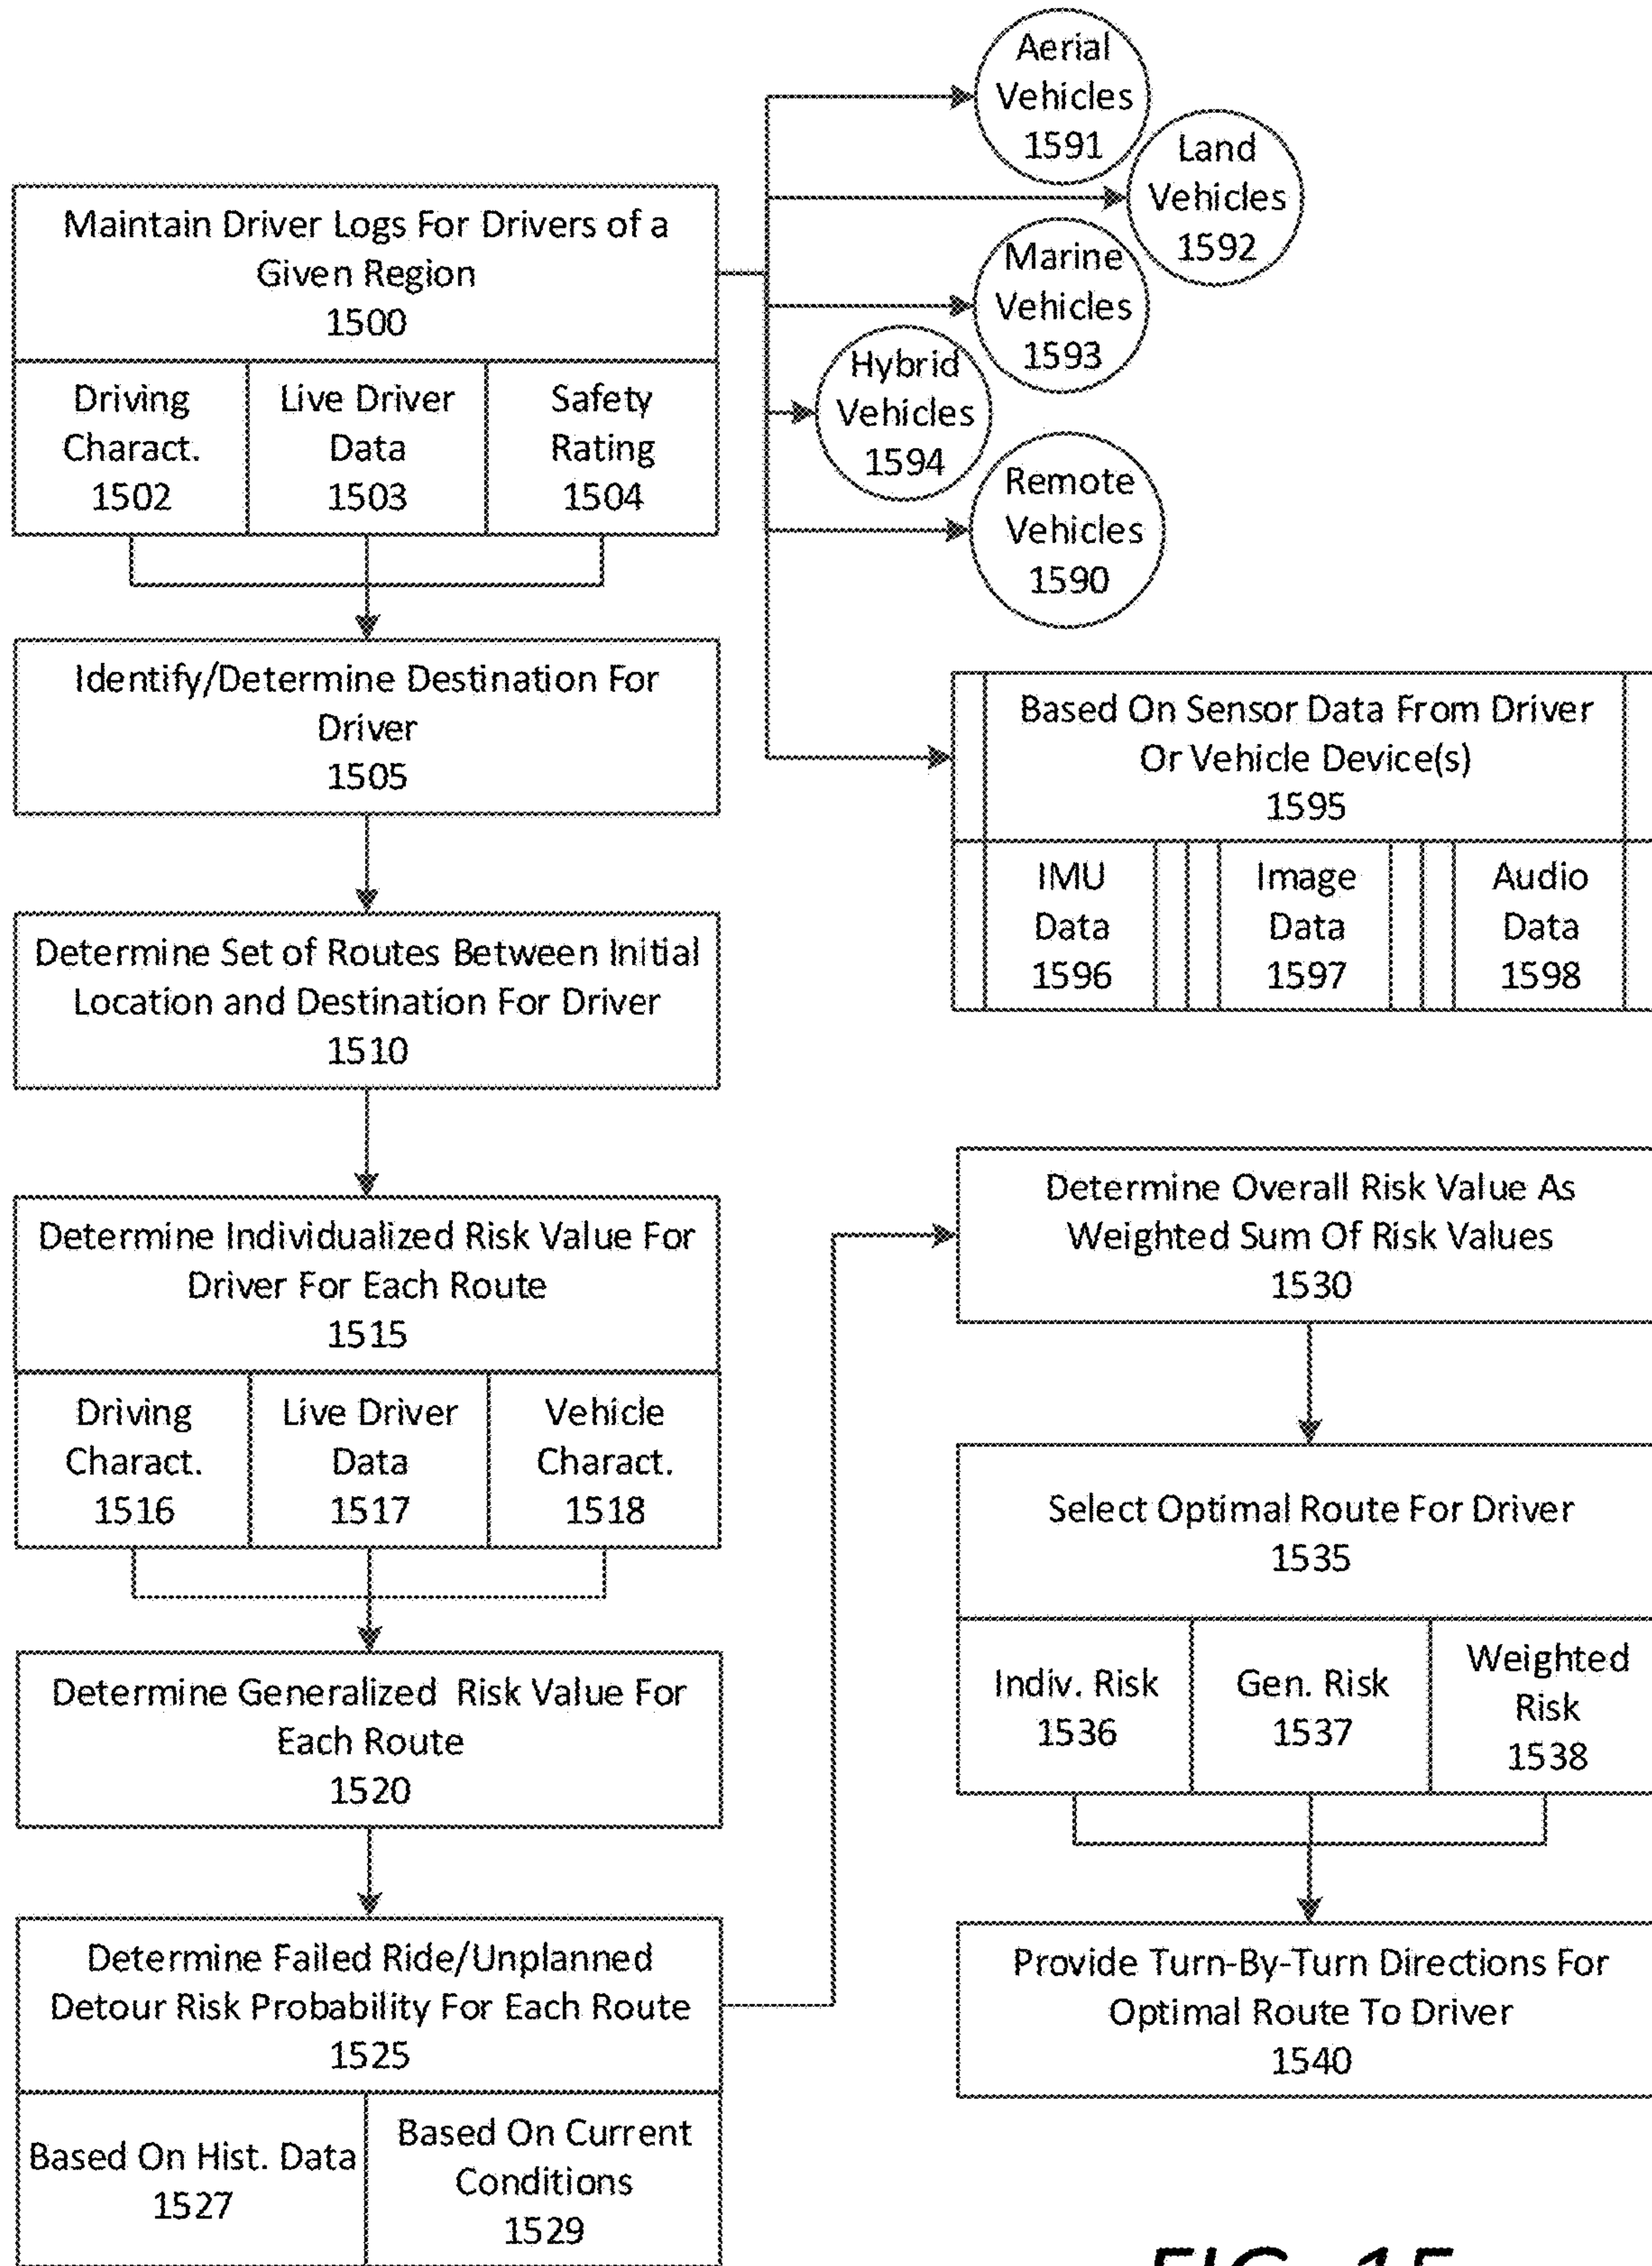 Aerial
Vehicles
1591
Land
Vehicles
1592
Marine
Vehicles
1593
Hybrid
Vehicles
1594
Remote
Vehicles
1590
Maintain Driver Logs For Drivers of a
Given Region
1500
Driving
Charact.
1502
Live Driver
Data
1503
Safety
Rating
1504
Identify/Determine Destination For
Driver
1505
Based On Sensor Data From Driver
Or Vehicle Device(s)
1595
IMU
Data
1596
Image
Data
1597
Audio
Data
1598
Determine Set of Routes Between Initial
Location and Destination For Driver
1510
Determine Individualized Risk Value For
Driver For Each Route
1515
Driving
Charact.
1516
Live Driver
Data
1517
Vehicle
Charact.
1518
Determine Generalized Risk Value For
Each Route
1520
Determine Failed Ride/Unplanned
Detour Risk Probability For Each Route
1525
Based On Hist. Data
1527
Based On Current
Conditions
1529
Determine Overall Risk Value As
Weighted Sum Of Risk Values
1530
Select Optimal Route For Driver
1535
Indiv. Risk
1536
Gen. Risk
1537
Weighted
Risk
1538
Provide Turn-By-Turn Directions For
Optimal Route To Driver
1540
FIG. 15